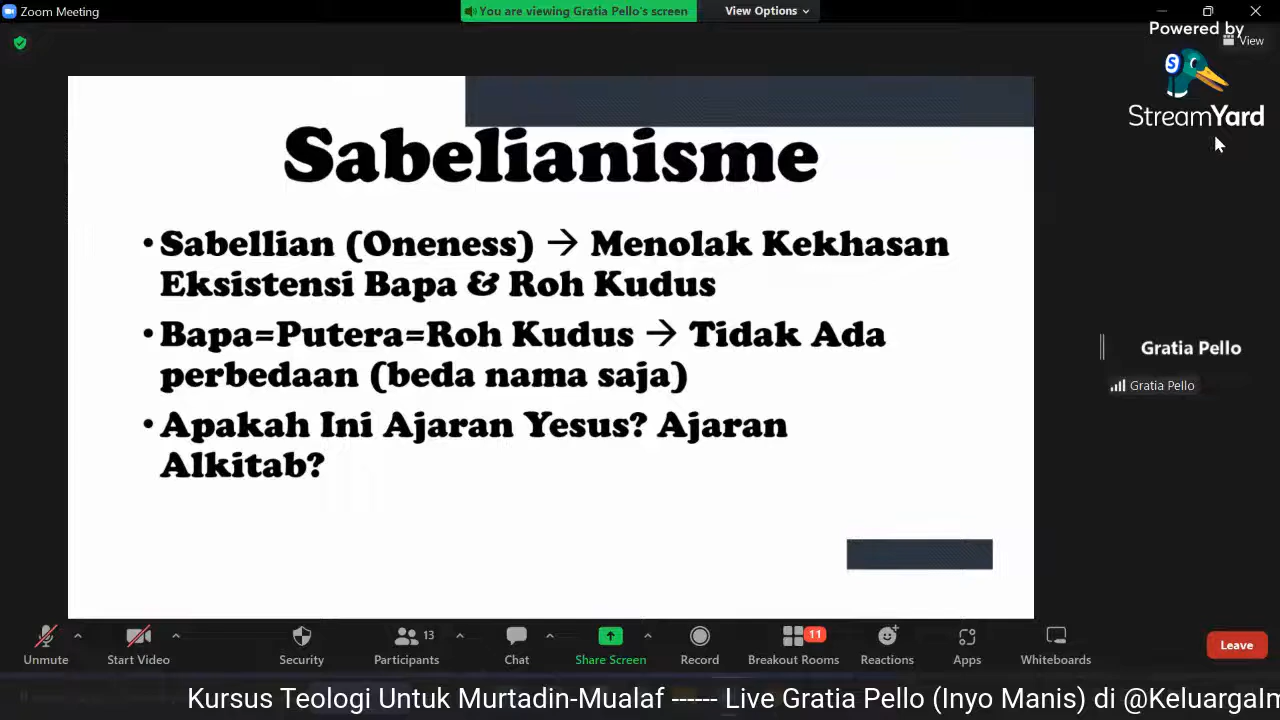 Zoom Meeting
You are viewing Gratia Pello's screen
View Options
Powered by
View
StreamYard
Sabelianisme
• Sabellian (Oneness) → Menolak Kekhasan
Eksistensi Bapa & Roh Kudus
• Bapa=Putera=Roh Kudus → Tidak Ada
perbedaan (beda nama saja)
• Apakah Ini Ajaran Yesus? Ajaran
Alkitab?
Gratia Pello
Gratia Pello
Unmute
Start Video
Security
13
Participants
Chat
Share Screen
Record
11
Breakout Rooms
Reactions
Apps
Whiteboards
Leave
Kursus Teologi Untuk Murtadin-Mualaf ------ Live Gratia Pello (Inyo Manis) di @KeluargaIm